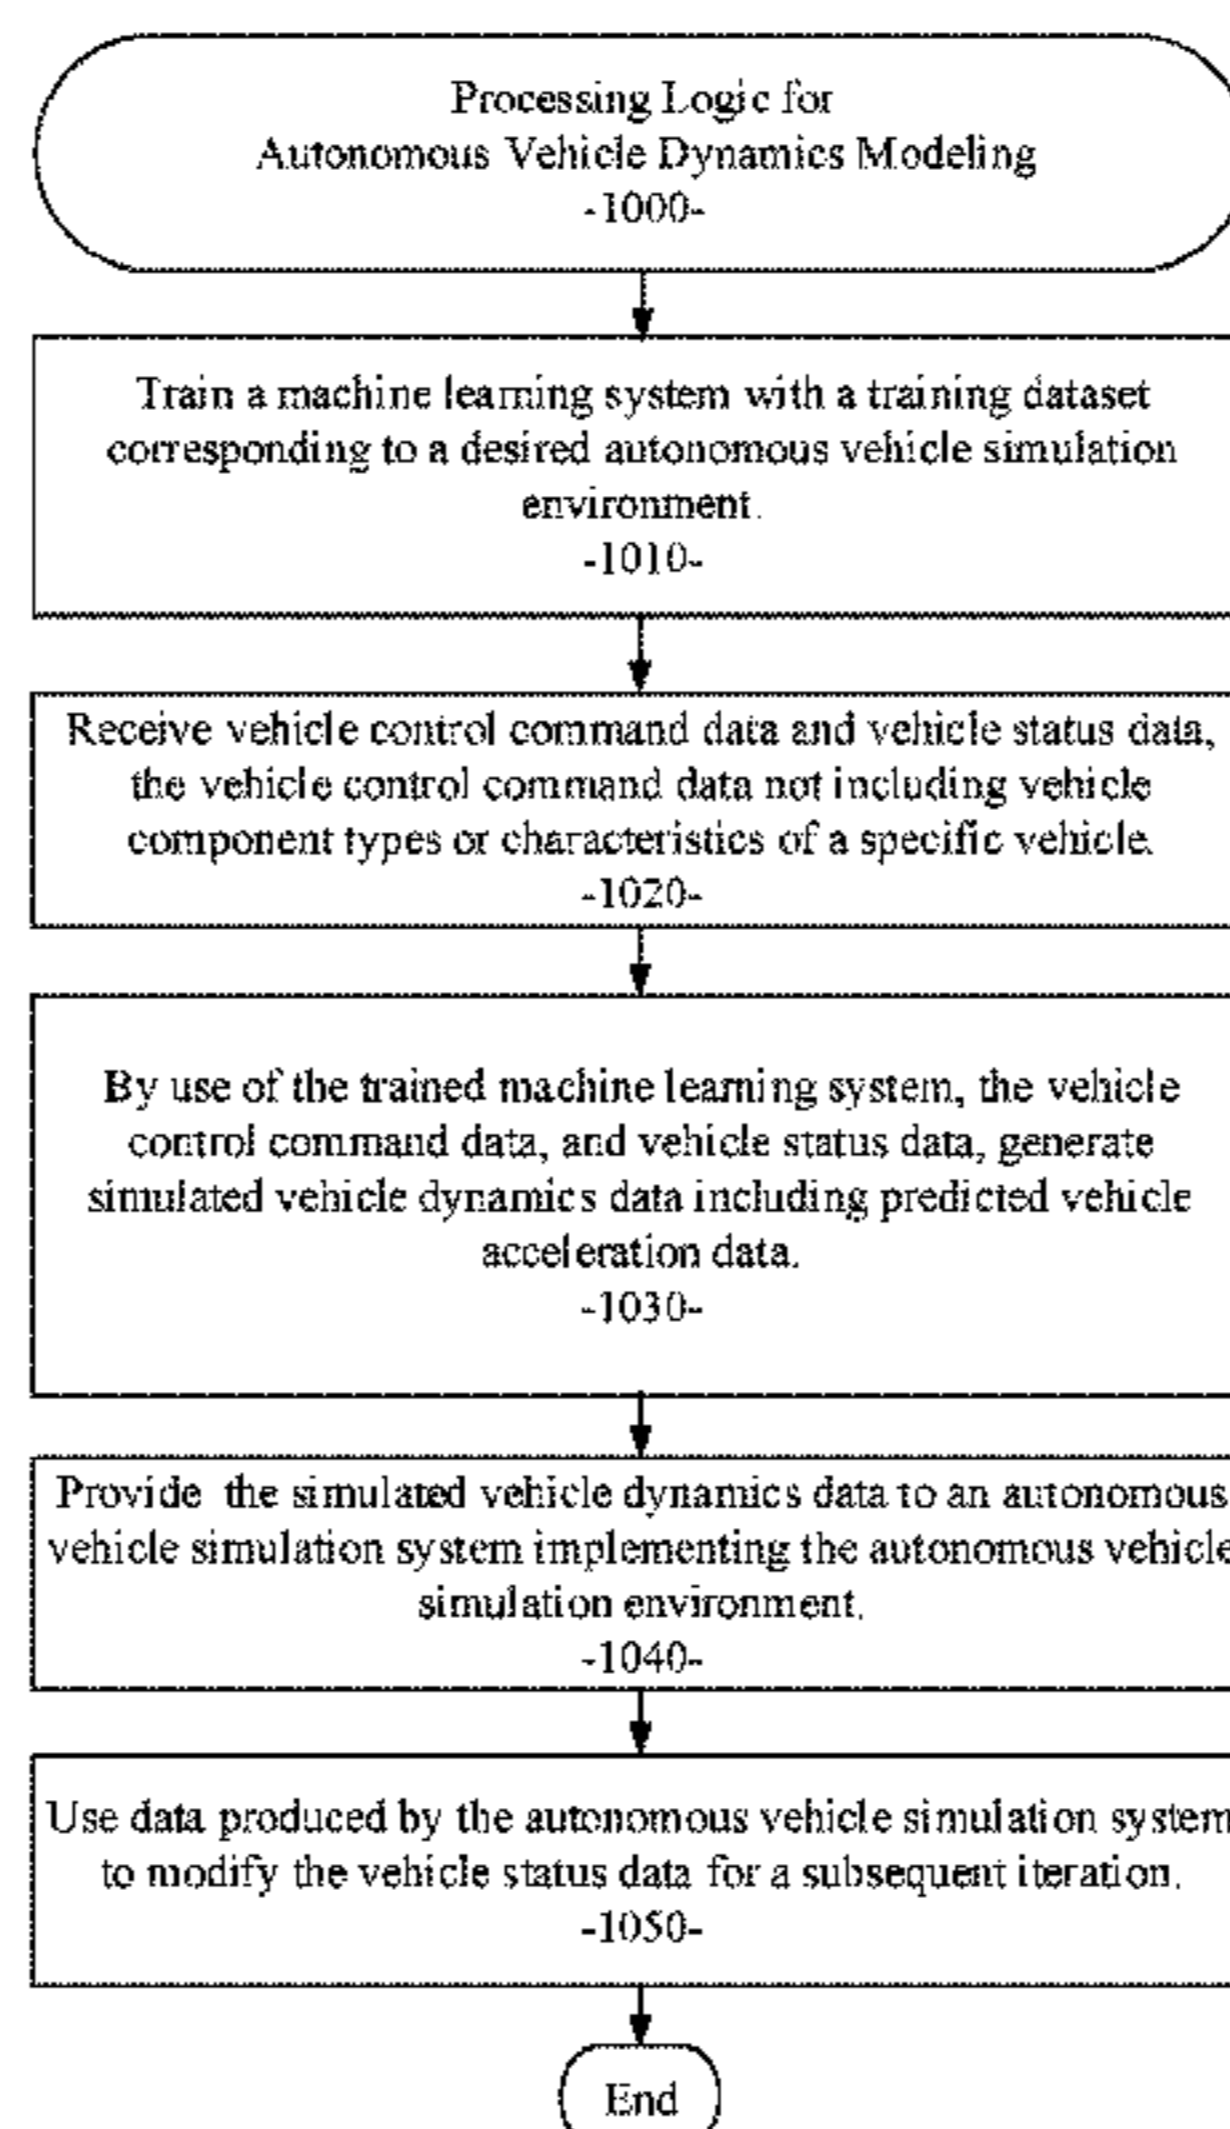 Processing Logic for
Autonomous Vehicle Dynamics Modeling
-1000-
Train a machine learning system with a training dataset
corresponding to a desired autonomous vehicle simulation
environment.
-1010-
Receive vehicle control command data and vehicle status data,
the vehicle control command data not including vehicle
component types or characteristics of a specific vehicle.
-1020-
By use of the trained machine learning system, the vehicle
control command data, and vehicle status data, generate
simulated vehicle dynamics data including predicted vehicle
acceleration data.
-1030-
Provide the simulated vehicle dynamics data to an autonomous
vehicle simulation system implementing the autonomous vehicle
simulation environment.
-1040-
Use data produced by the autonomous vehicle simulation system
to modify the vehicle status data for a subsequent iteration.
-1050-
End